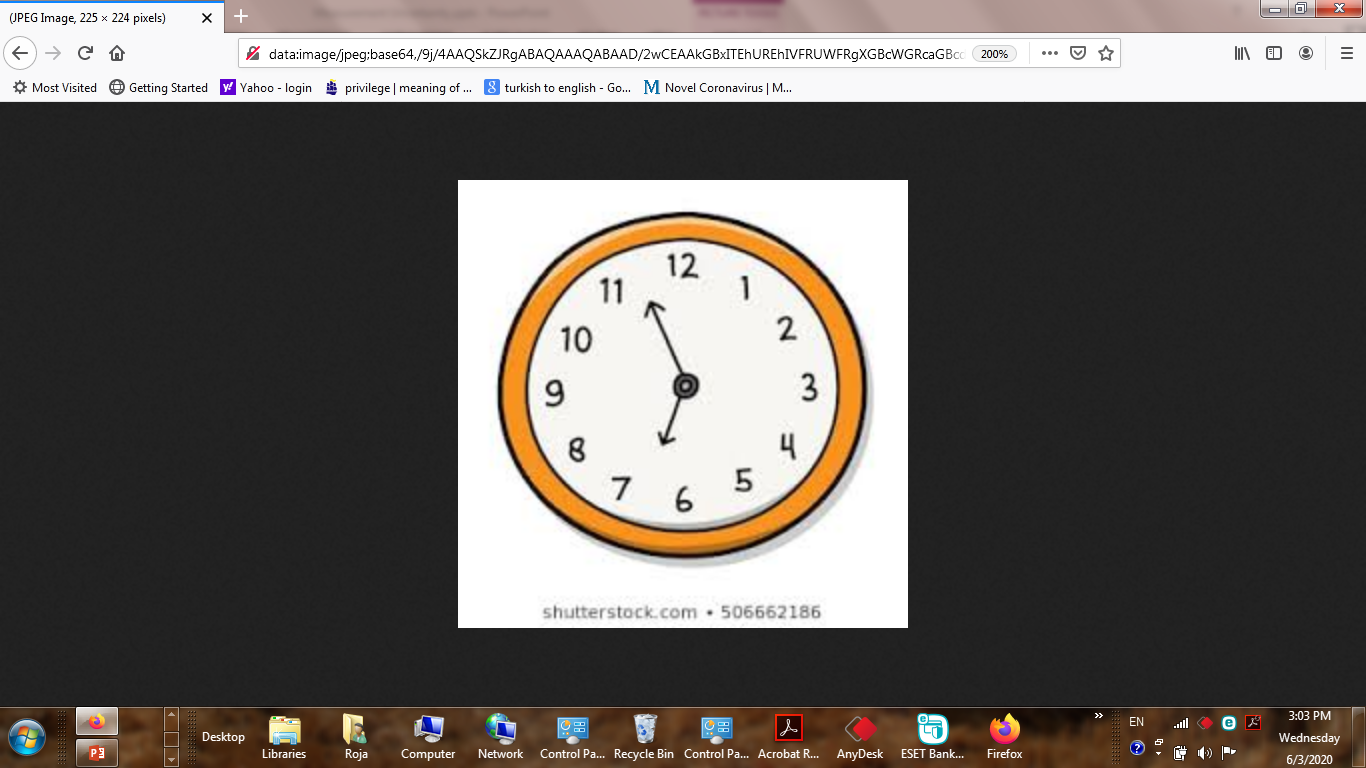 (JPEG Image, 225 × 224 pixels)
data:image/jpeg;base64,/9j/4AAQSkZJRgABAQAAAQABAAD/2wCEAAkGBxITEhUREhIVFRUWFRgXGBcWGRcaGBcc
200%
Most Visited Getting Started Yahoo - login privilege | meaning of ... turkish to english - Go... Novel Coronavirus | M...
12
11 1
10 2
9 3
8 4
7 5
6
shutterstock.com • 506662186
Desktop
Libraries Roja Computer Network Control Pa... Recycle Bin Control Pa... Acrobat R... AnyDesk ESET Bank... Firefox
EN
3:03 PM
Wednesday
6/3/2020